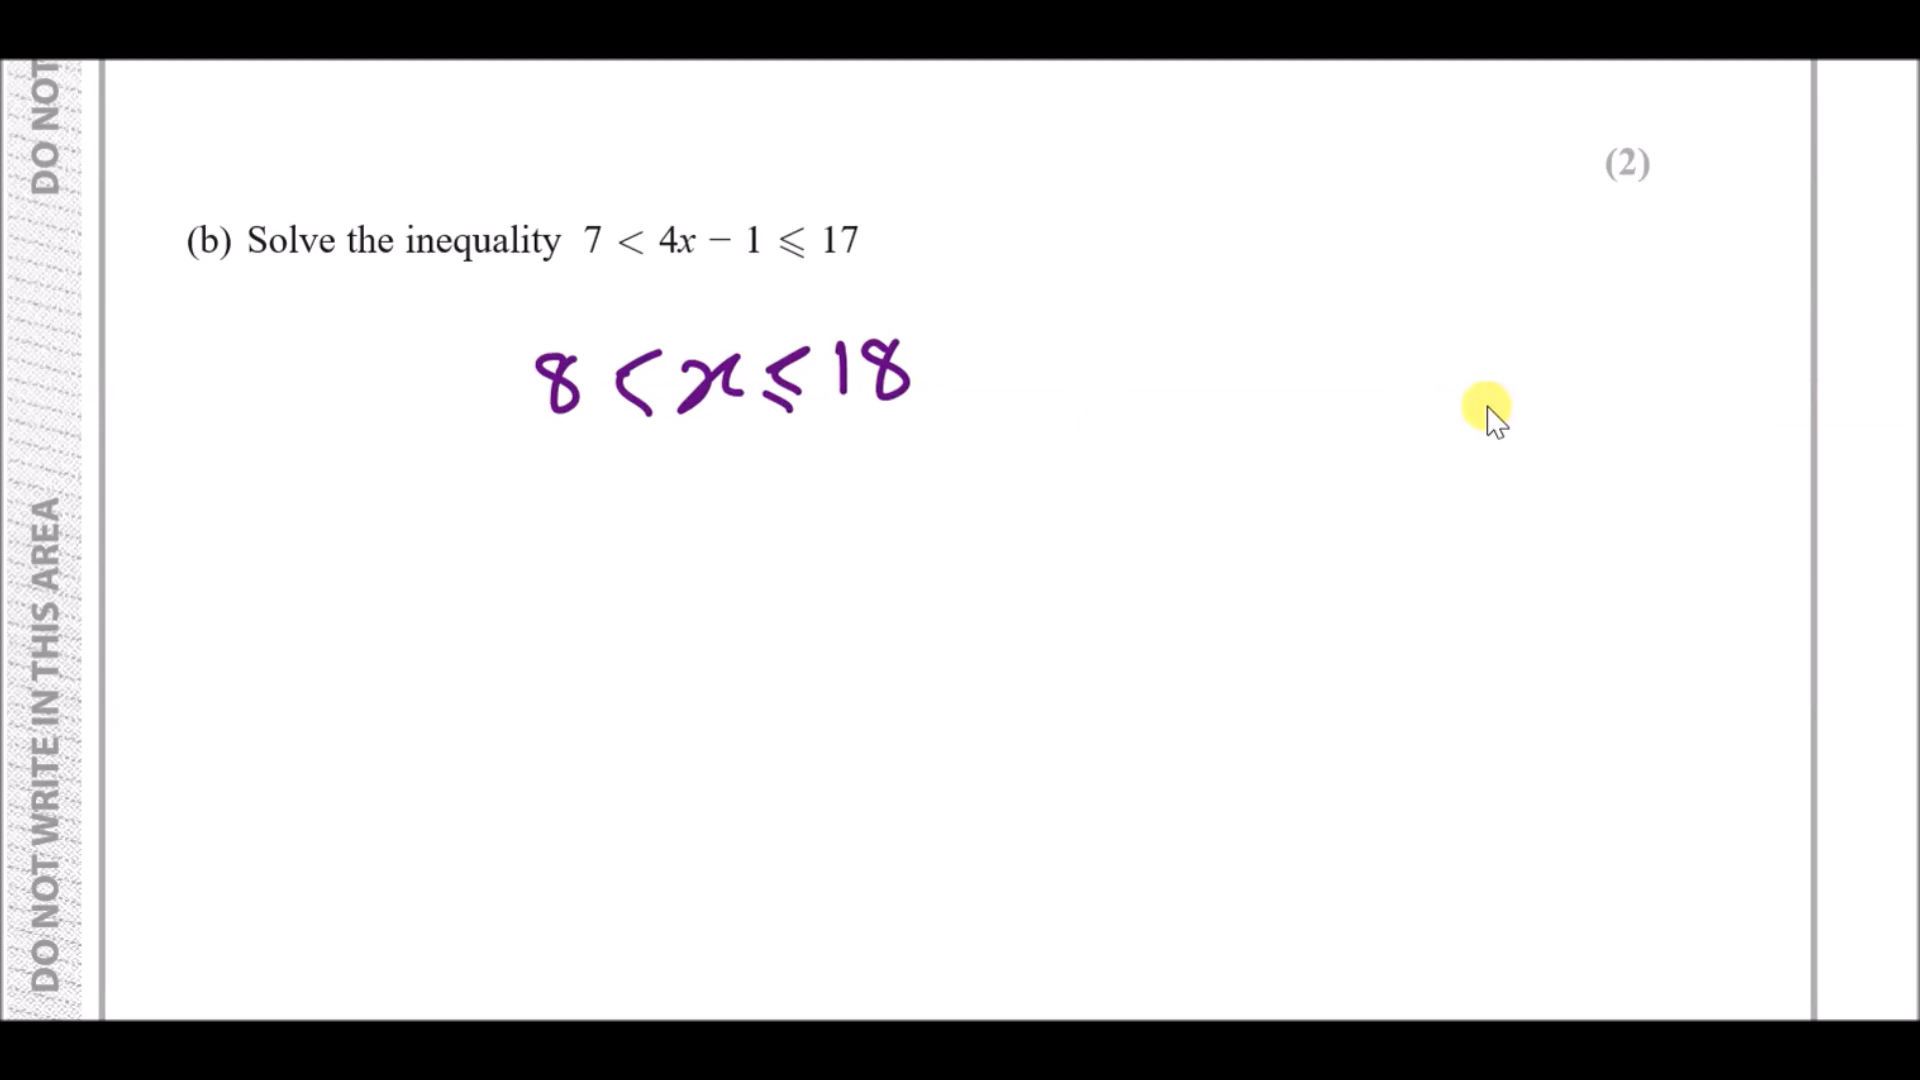 DO NOT
DO NOT WRITE IN THIS AREA
(2)
(b) Solve the inequality 7 < 4x − 1 ⩽ 17
8 < x ⩽ 18